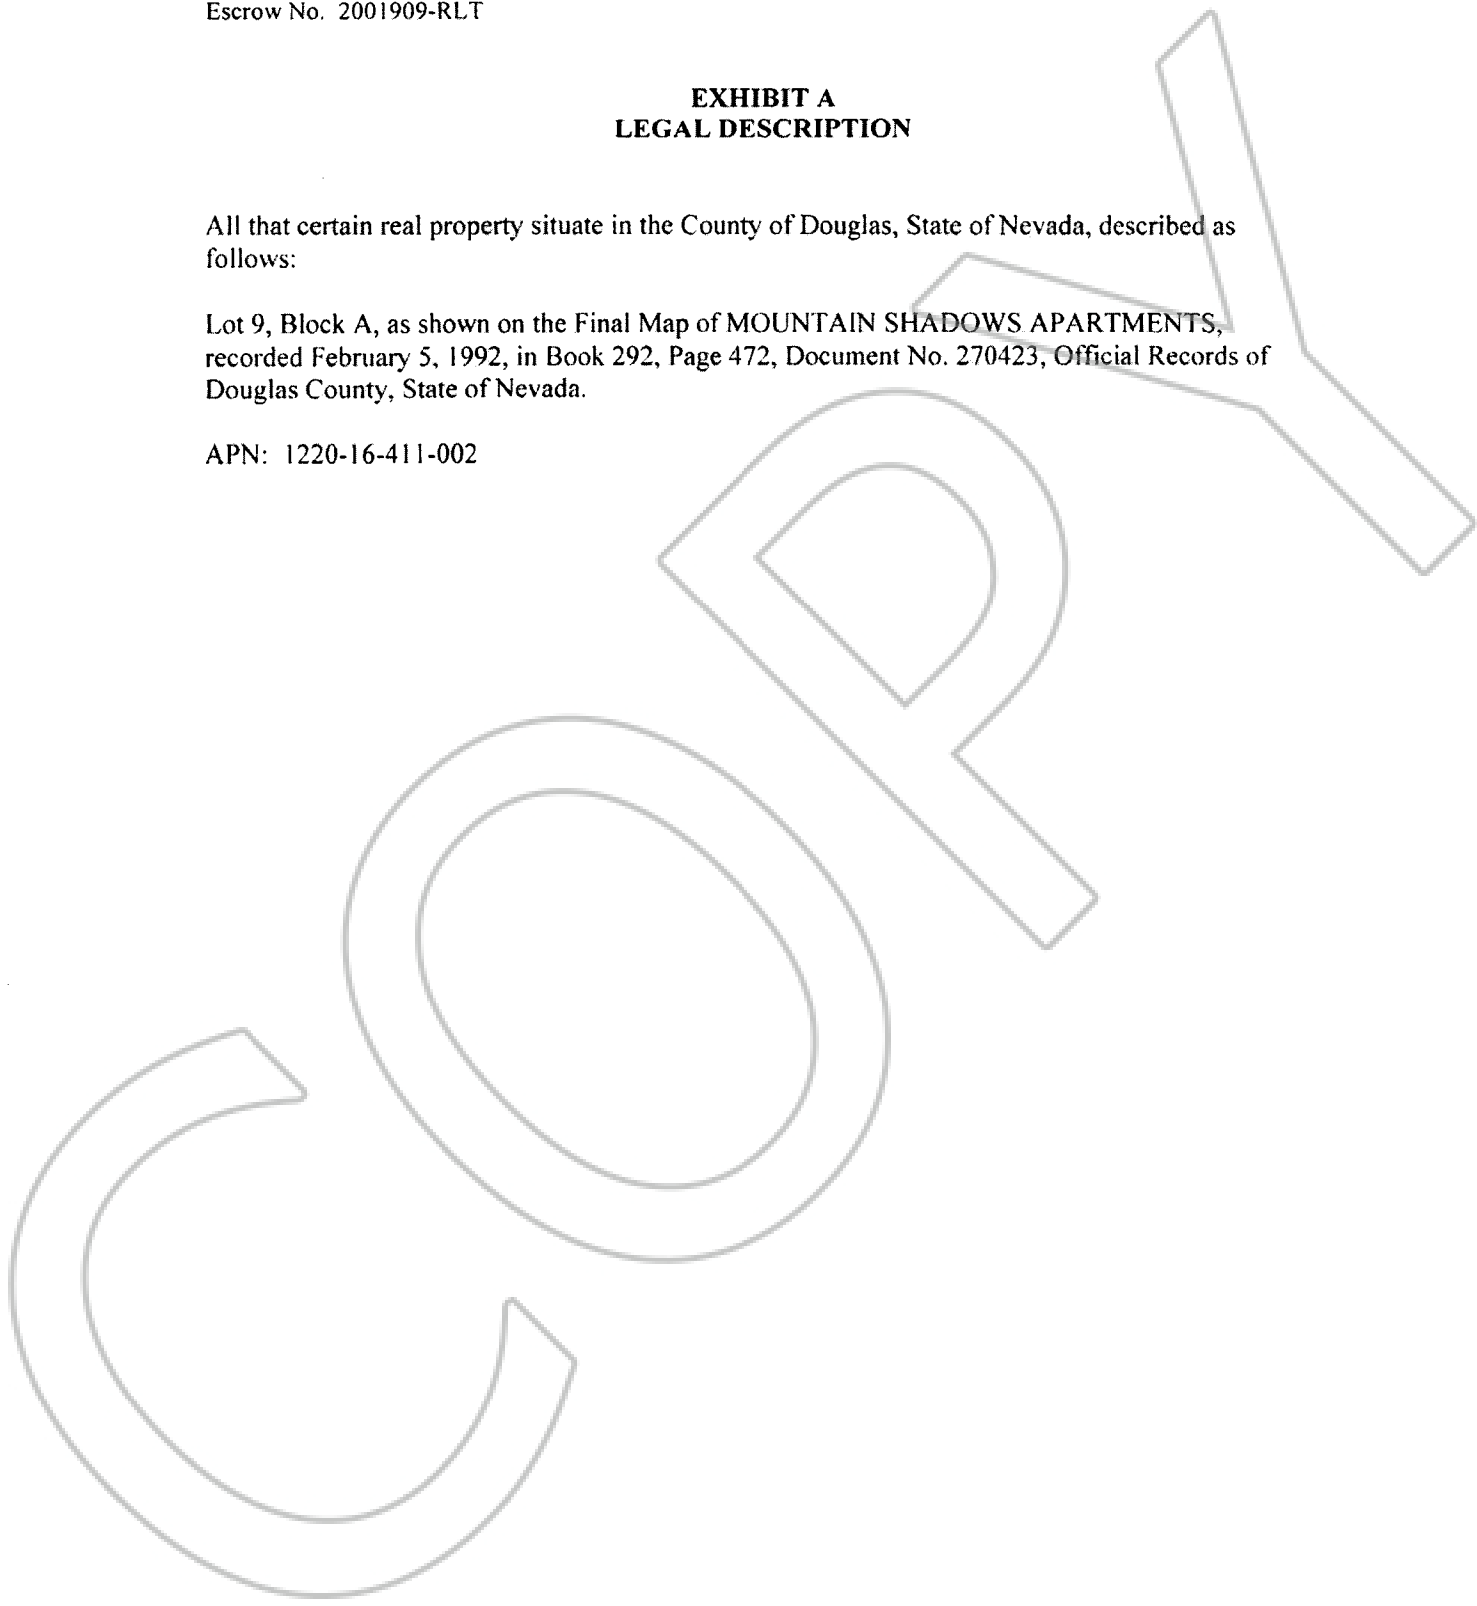 Escrow No. 2001909-RLT
EXHIBIT A
LEGAL DESCRIPTION
All that certain real property situate in the County of Douglas, State of Nevada, described as
follows:
Lot 9, Block A, as shown on the Final Map of MOUNTAIN SHADOWS APARTMENTS,
recorded February 5, 1992, in Book 292, Page 472, Document No. 270423, Official Records of
Douglas County, State of Nevada.
APN: 1220-16-411-002
COPY